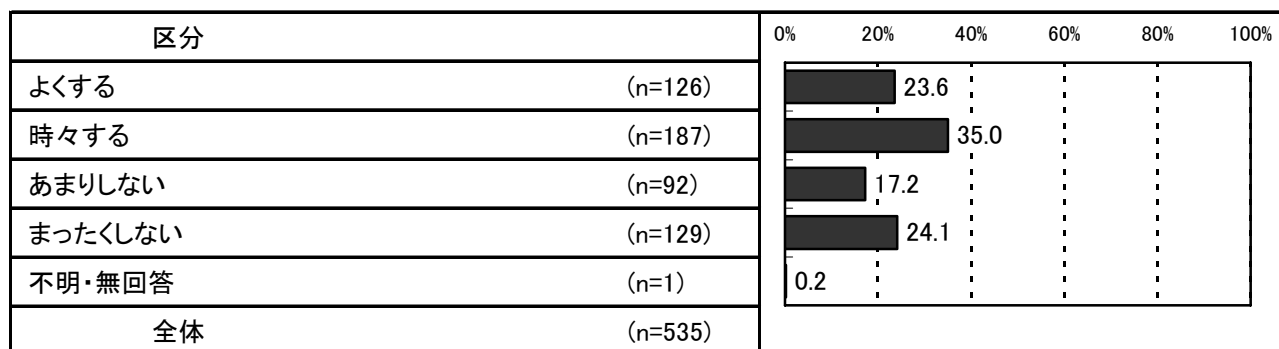 区分 0% 20% 40% 60% 80% 100%
よくする (n=126) 23.6
時々する (n=187) 35.0
あまりしない (n=92) 17.2
まったくしない (n=129) 24.1
不明・無回答 (n=1) 0.2
全体 (n=535)